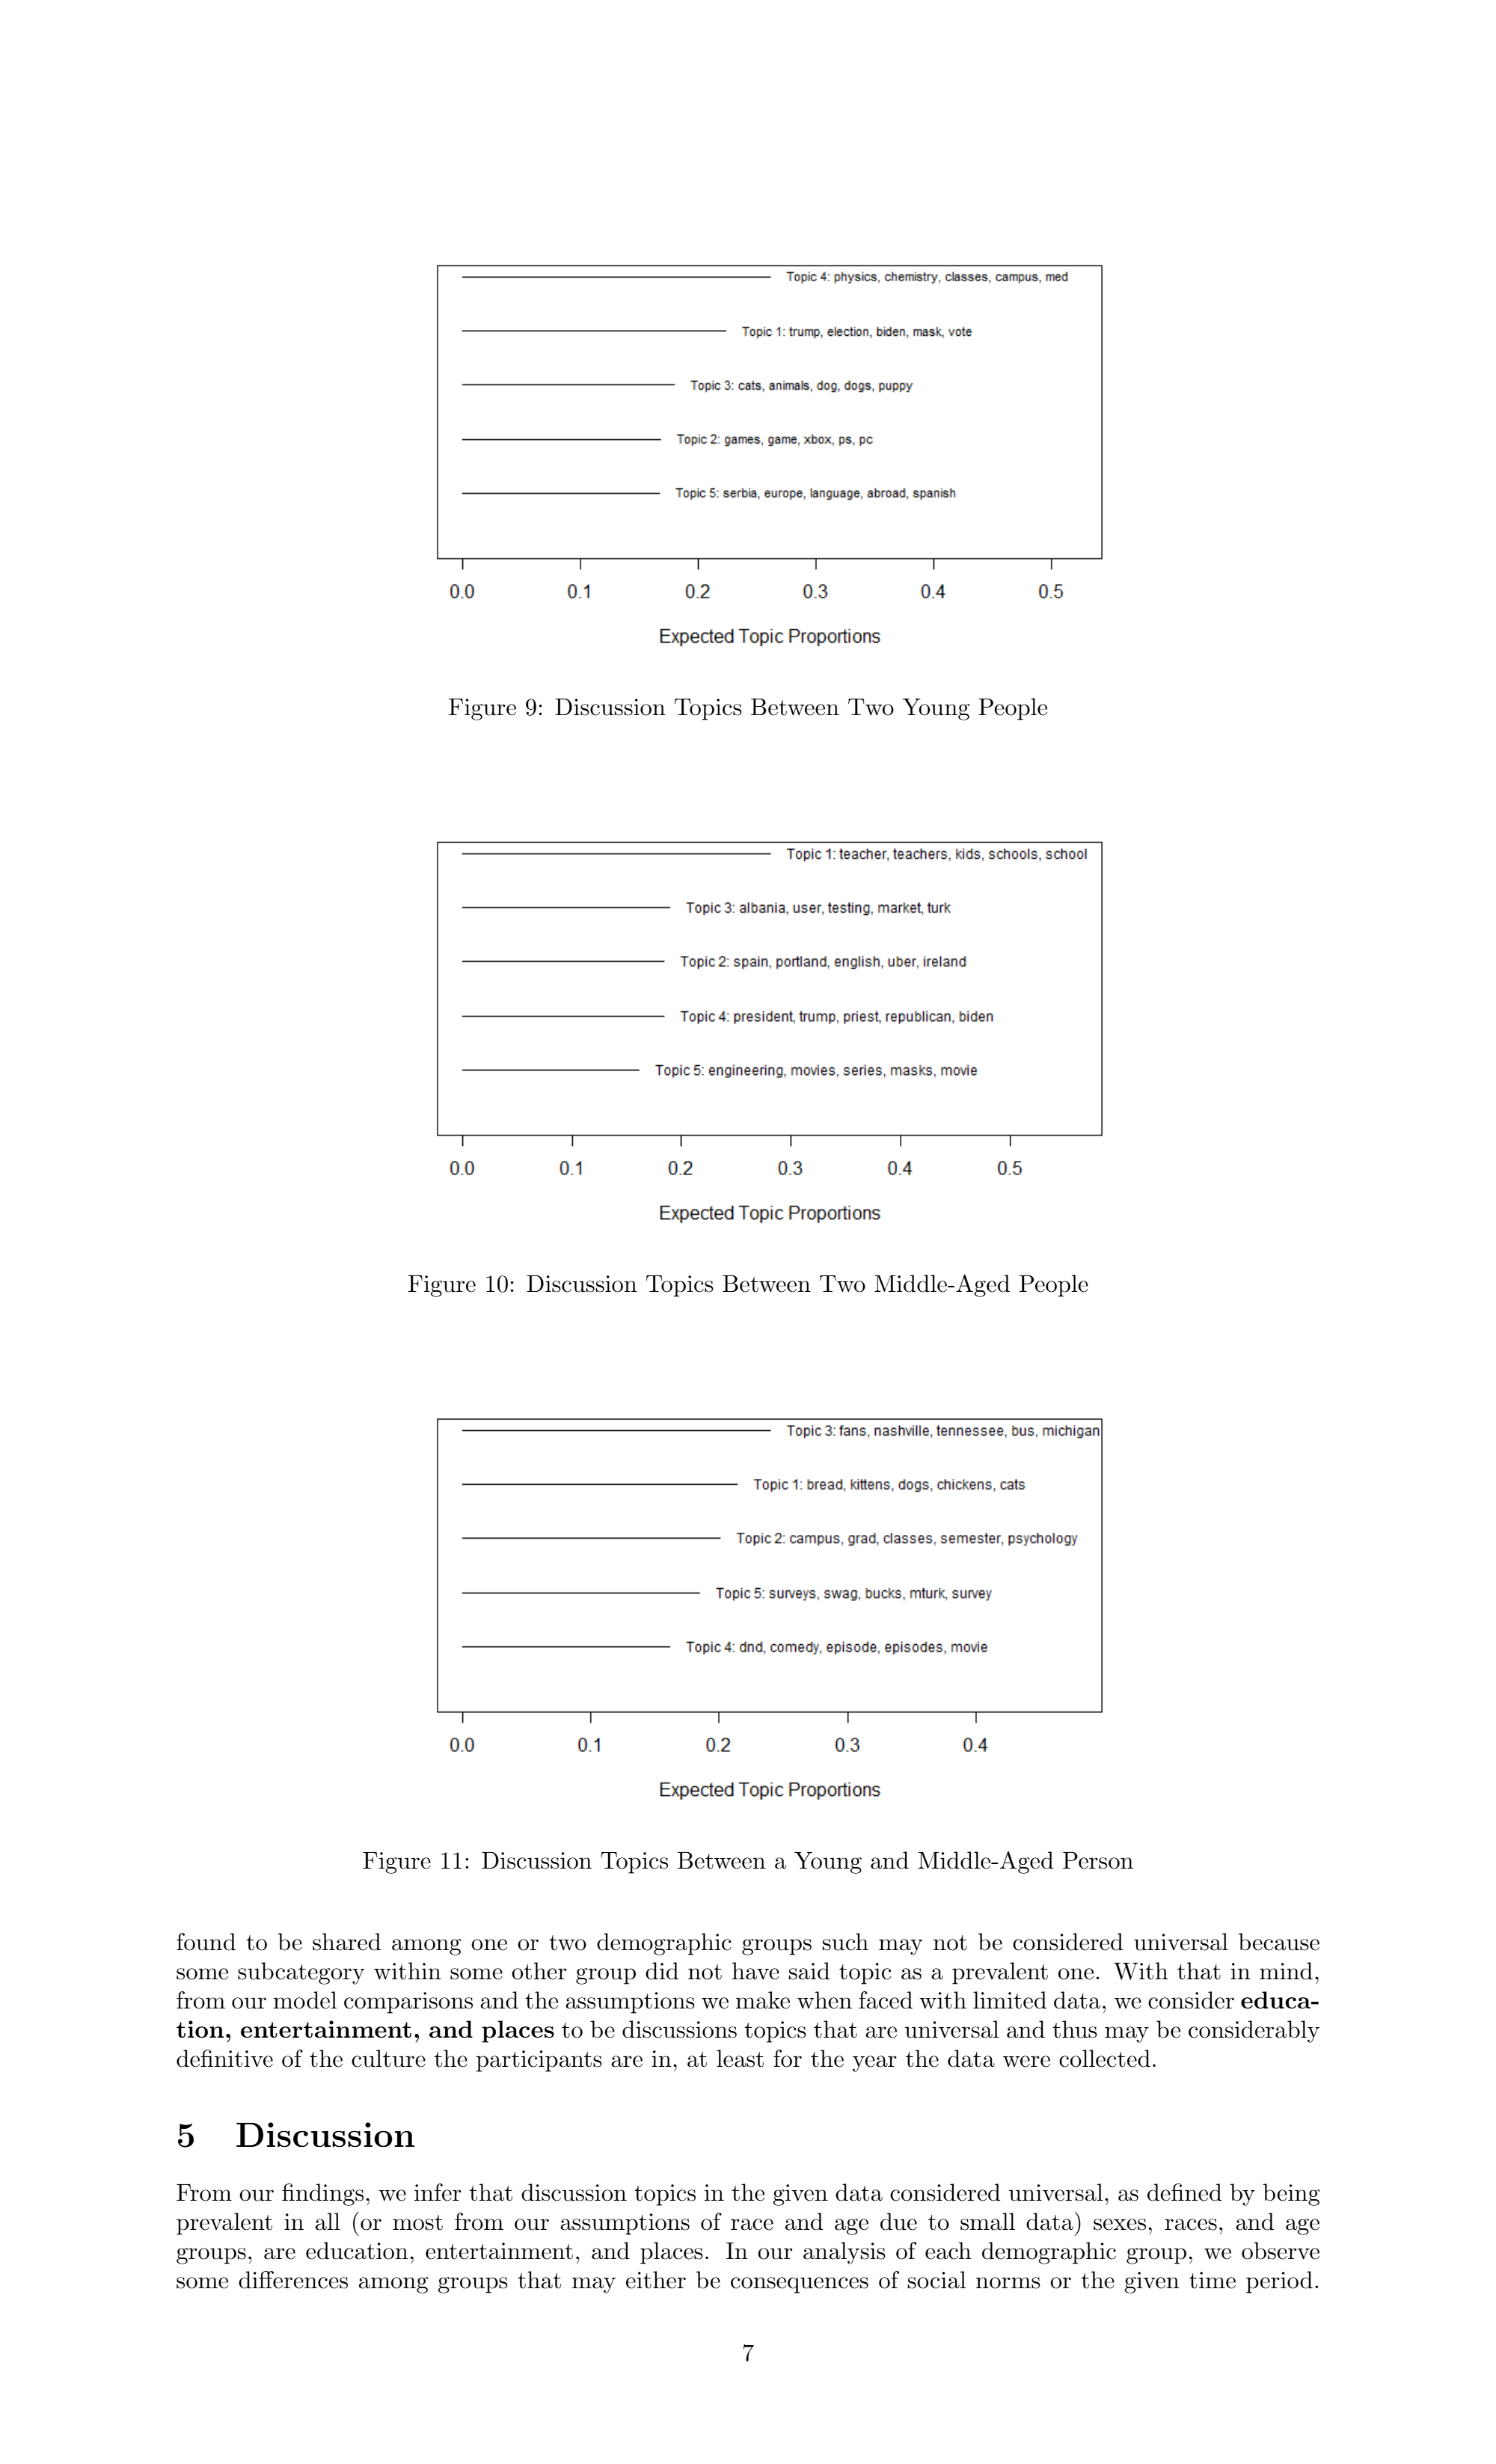 Topic 4: physics, chemistry, classes, campus, med
Topic 1: trump, election, biden, mask, vote
Topic 3: cats, animals, dog, dogs, puppy
Topic 2: games, game, xbox, ps, pc
Topic 5: serbia, europe, language, abroad, spanish
0.0 0.1 0.2 0.3 0.4 0.5
Expected Topic Proportions
Figure 9: Discussion Topics Between Two Young People
Topic 1: teacher, teachers, kids, schools, school
Topic 3: albania, user, testing, market, turk
Topic 2: spain, portland, english, uber, ireland
Topic 4: president, trump, priest, republican, biden
Topic 5: engineering, movies, series, masks, movie
0.0 0.1 0.2 0.3 0.4 0.5
Expected Topic Proportions
Figure 10: Discussion Topics Between Two Middle-Aged People
Topic 3: fans, nashville, tennessee, bus, michigan
Topic 1: bread, kittens, dogs, chickens, cats
Topic 2: campus, grad, classes, semester, psychology
Topic 5: surveys, swag, bucks, mturk, survey
Topic 4: dnd, comedy, episode, episodes, movie
0.0 0.1 0.2 0.3 0.4
Expected Topic Proportions
Figure 11: Discussion Topics Between a Young and Middle-Aged Person
found to be shared among one or two demographic groups such may not be considered universal because
some subcategory within some other group did not have said topic as a prevalent one. With that in mind,
from our model comparisons and the assumptions we make when faced with limited data, we consider educa-
tion, entertainment, and places to be discussions topics that are universal and thus may be considerably
definitive of the culture the participants are in, at least for the year the data were collected.
5 Discussion
From our findings, we infer that discussion topics in the given data considered universal, as defined by being
prevalent in all (or most from our assumptions of race and age due to small data) sexes, races, and age
groups, are education, entertainment, and places. In our analysis of each demographic group, we observe
some differences among groups that may either be consequences of social norms or the given time period.
7